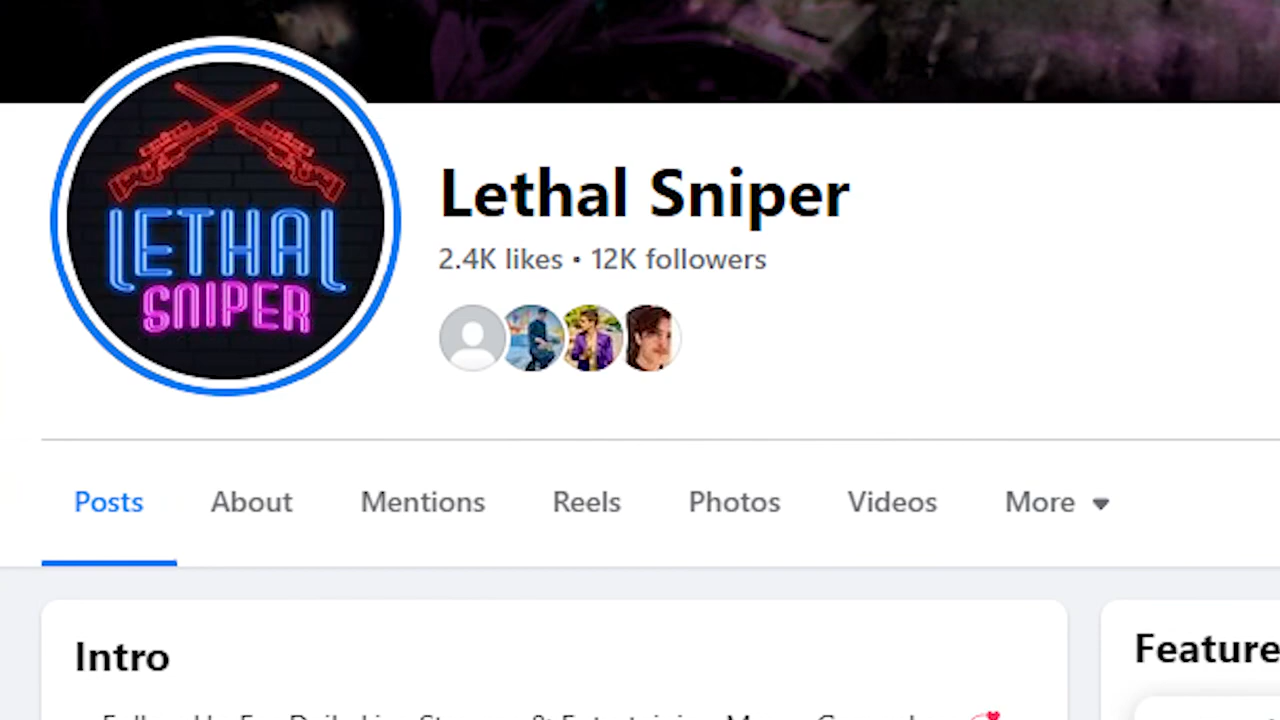 LETHAL
SNIPER
Lethal Sniper
2.4K likes • 12K followers
Posts About Mentions Reels Photos Videos More
Intro
Feature